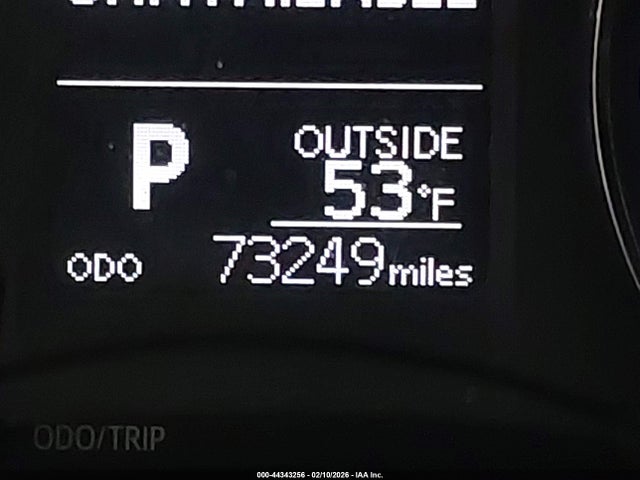 P
OUTSIDE
53°F
ODO 73249 miles
ODO/TRIP
000-44343256 - 02/10/2026 - IAA Inc.